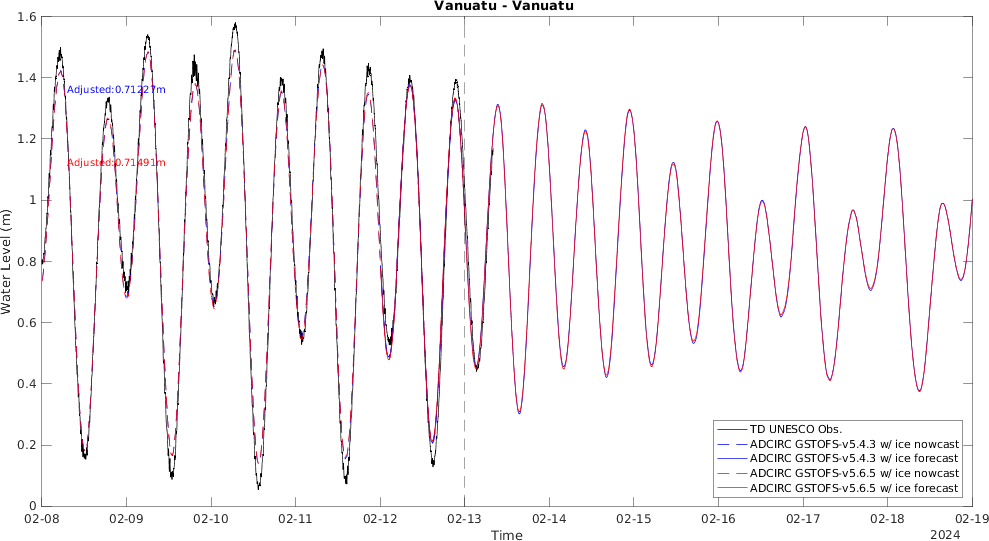 Vanuatu - Vanuatu
1.6
1.4
1.2
1
0.8
0.6
0.4
0.2
0
Water Level (m)
Adjusted:0.71227m
Adjusted:0.71491m
TD UNESCO Obs.
ADCIRC GSTOFS-v5.4.3 w/ ice nowcast
ADCIRC GSTOFS-v5.4.3 w/ ice forecast
ADCIRC GSTOFS-v5.6.5 w/ ice nowcast
ADCIRC GSTOFS-v5.6.5 w/ ice forecast
02-08 02-09 02-10 02-11 02-12 02-13 02-14 02-15 02-16 02-17 02-18 02-19
Time
2024